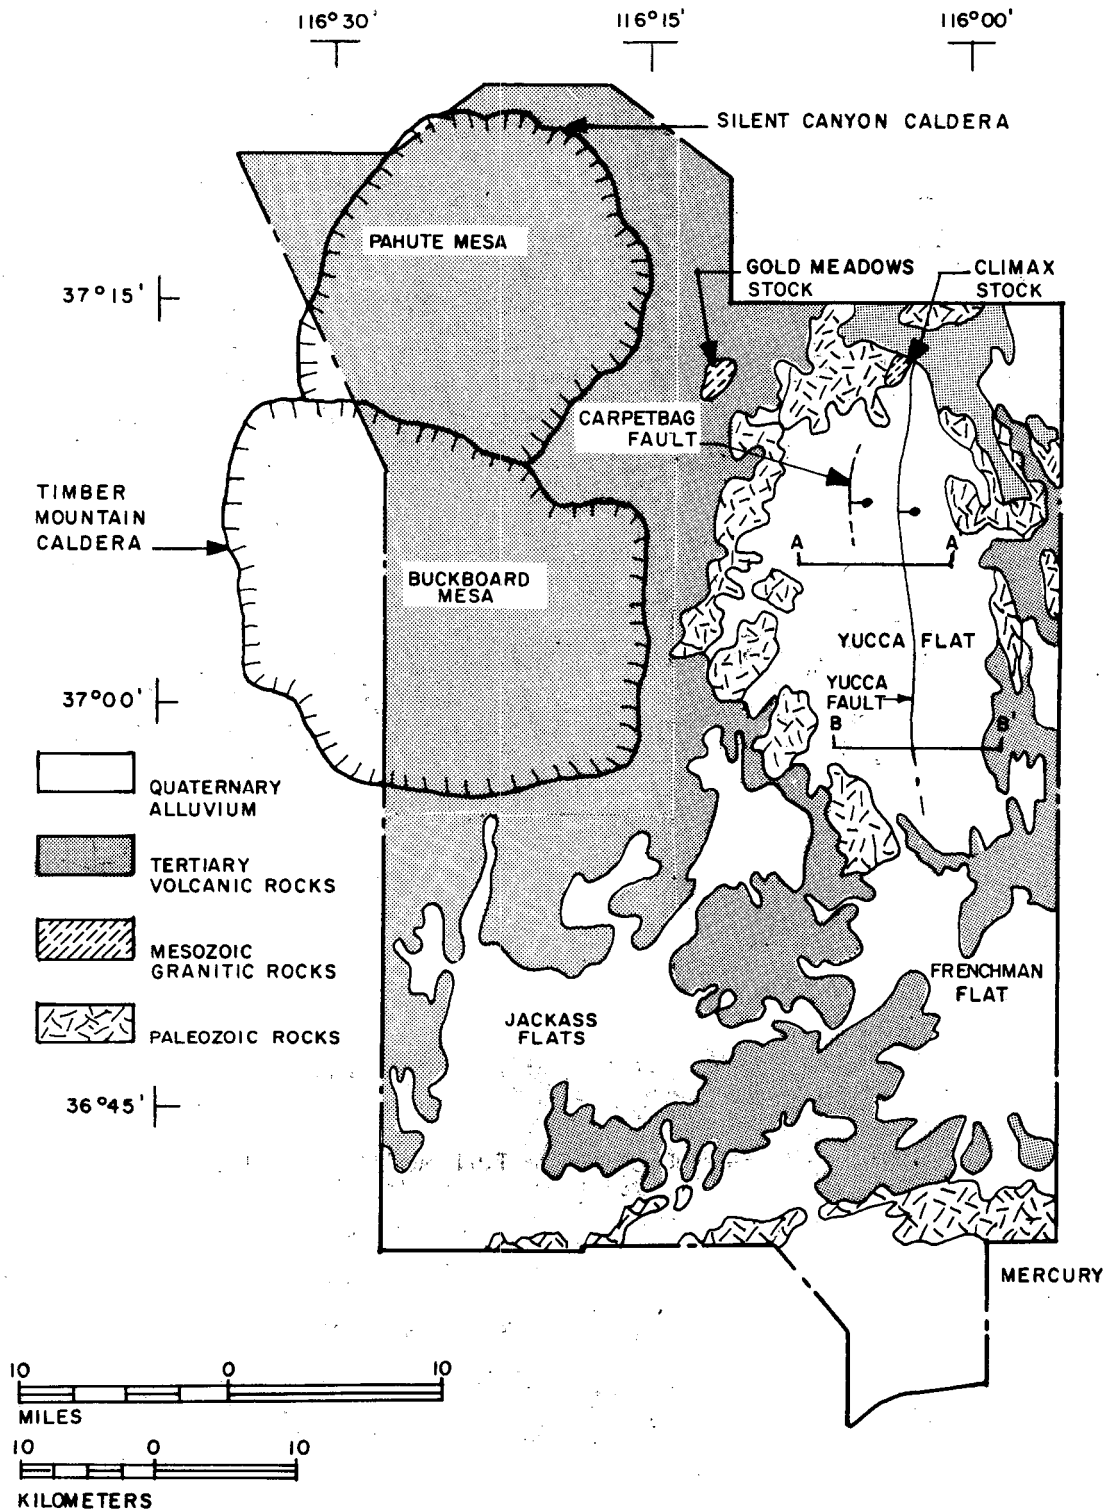 116°30'
116°15'
116°00'
SILENT CANYON CALDERA
PAHUTE MESA
GOLD MEADOWS
STOCK
CLIMAX
STOCK
37°15'
CARPETBAG
FAULT
TIMBER
MOUNTAIN
CALDERA
A
A'
BUCKBOARD
MESA
YUCCA FLAT
37°00'
YUCCA
FAULT
B
B'
QUATERNARY
ALLUVIUM
TERTIARY
VOLCANIC ROCKS
MESOZOIC
GRANITIC ROCKS
FRENCHMAN
FLAT
JACKASS
FLATS
PALEOZOIC ROCKS
36°45'
MERCURY
10 0 10
MILES
10 0 10
KILOMETERS